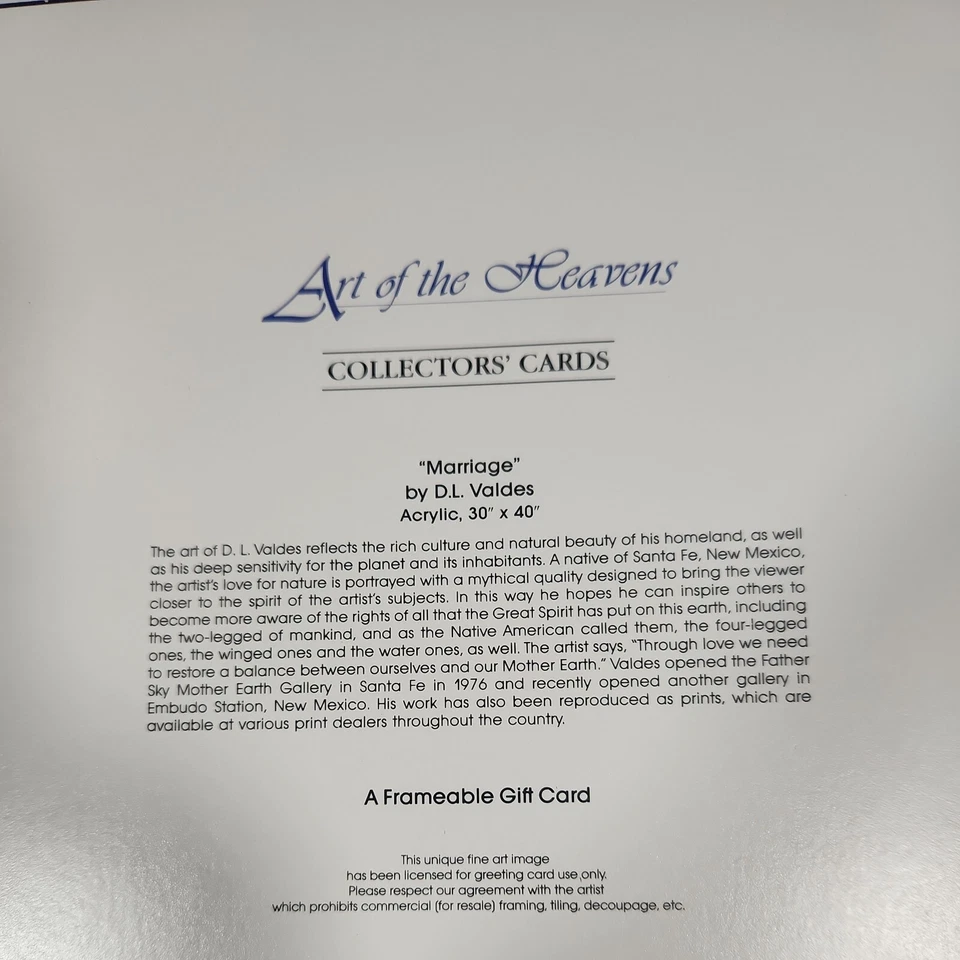 Art of the Heavens
COLLECTORS' CARDS
“Marriage”
by D.L. Valdes
Acrylic, 30" x 40"
The art of D. L. Valdes reflects the rich culture and natural beauty of his homeland, as well
as his deep sensitivity for the planet and its inhabitants. A native of Santa Fe, New Mexico,
the artist's love for nature is portrayed with a mythical quality designed to bring the viewer
closer to the spirit of the artist's subjects. In this way he hopes he can inspire others to
become more aware of the rights of all that the Great Spirit has put on this earth, including
the two-legged of mankind, and as the Native American called them, the four-legged
ones, the winged ones and the water ones, as well. The artist says, “Through love we need
to restore a balance between ourselves and our Mother Earth.” Valdes opened the Father
Sky Mother Earth Gallery in Santa Fe in 1976 and recently opened another gallery in
Embudo Station, New Mexico. His work has also been reproduced as prints, which are
available at various print dealers throughout the country.
A Frameable Gift Card
This unique fine art image
has been licensed for greeting card use only.
Please respect our agreement with the artist
which prohibits commercial (for resale) framing, tiling, decoupage, etc.